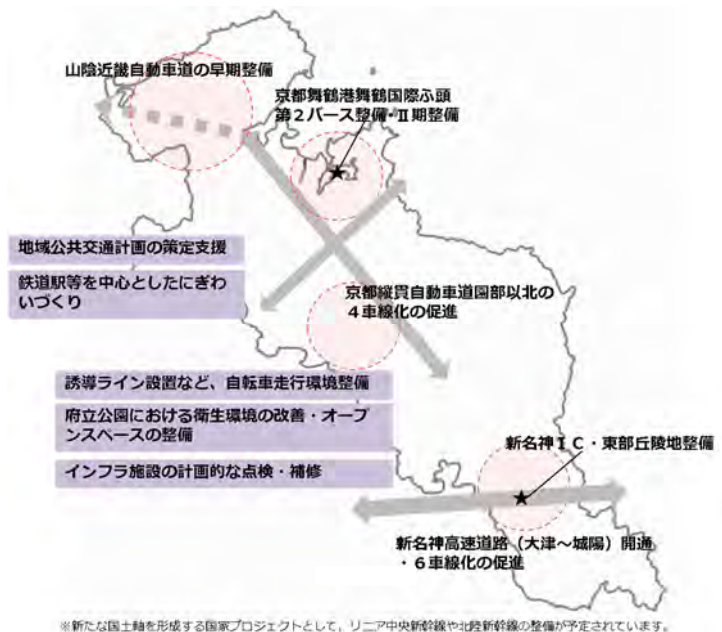 山陰近畿自動車道の早期整備
京都舞鶴港舞鶴国際ふ頭
第2バース整備・Ⅱ期整備
地域公共交通計画の策定支援
鉄道駅等を中心としたにぎわ
いづくり
京都縦貫自動車道園部以北の
4車線化の促進
誘導ライン設置など、自転車走行環境整備
府立公園における衛生環境の改善・オープ
ンスペースの整備
インフラ施設の計画的な点検・補修
新名神IC・東部丘陵地整備
新名神高速道路(大津~城陽)開通
・6車線化の促進
※新たな国土軸を形成する国家プロジェクトとして、リニア中央新幹線や北陸新幹線の整備が予定されています。